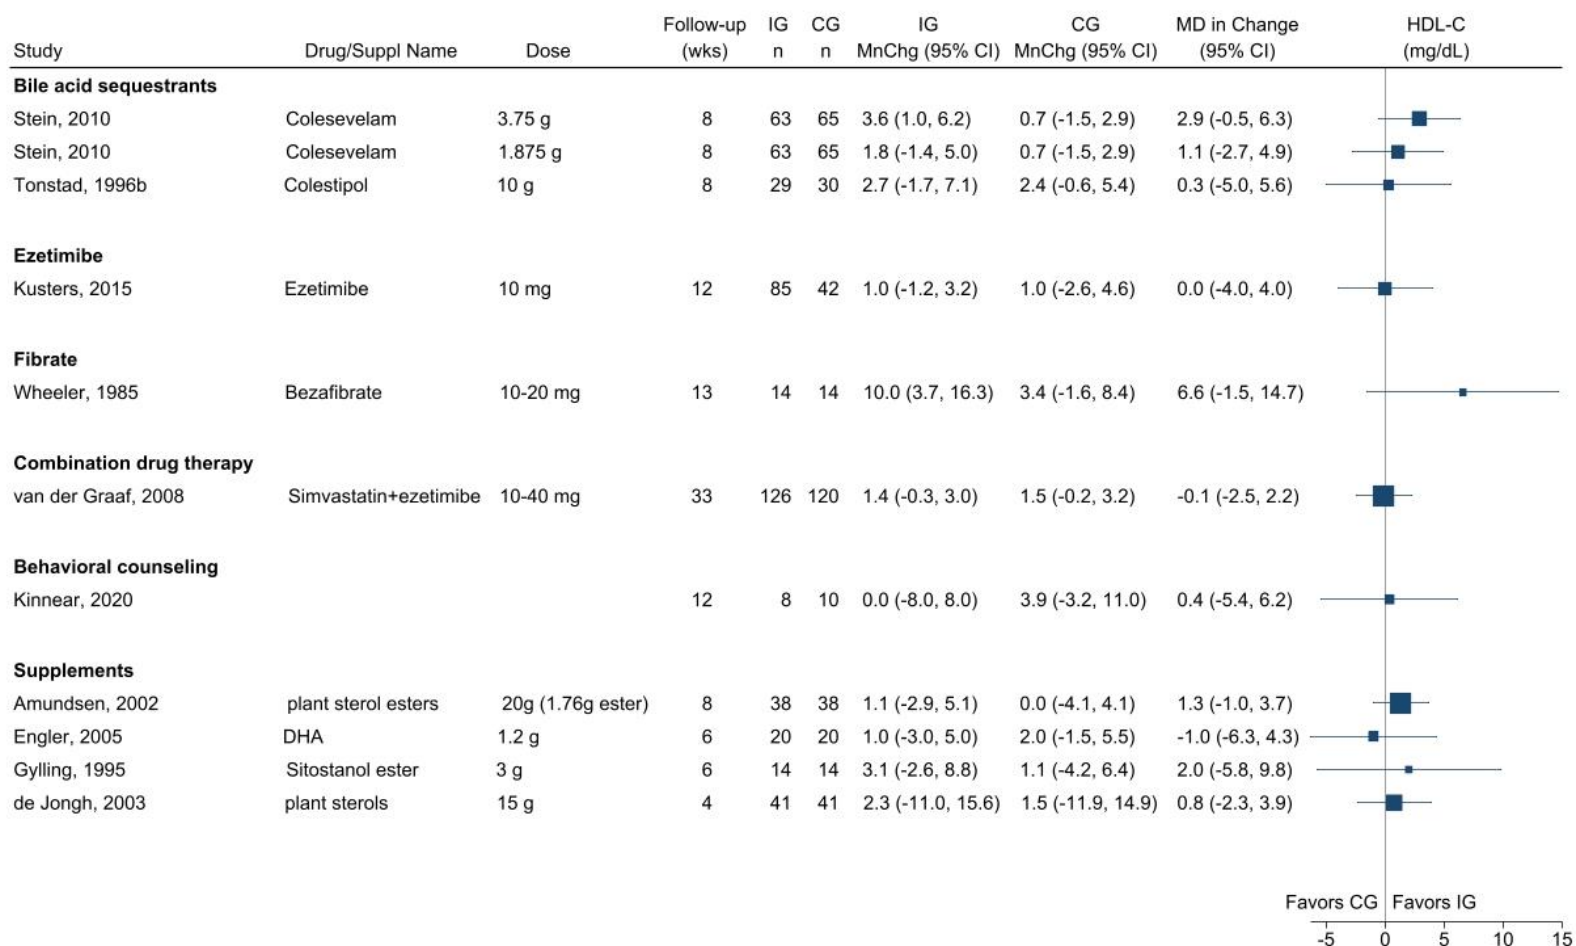 Follow-up IG CG IG CG MD in Change HDL-C
Study Drug/Suppl Name Dose (wks) n n MnChg (95% CI) MnChg (95% CI) (95% CI) (mg/dL)
Bile acid sequestrants
Stein, 2010 Colesevelam 3.75 g 8 63 65 3.6 (1.0, 6.2) 0.7 (-1.5, 2.9) 2.9 (-0.5, 6.3)
Stein, 2010 Colesevelam 1.875 g 8 63 65 1.8 (-1.4, 5.0) 0.7 (-1.5, 2.9) 1.1 (-2.7, 4.9)
Tonstad, 1996b Colestipol 10 g 8 29 30 2.7 (-1.7, 7.1) 2.4 (-0.6, 5.4) 0.3 (-5.0, 5.6)
Ezetimibe
Kusters, 2015 Ezetimibe 10 mg 12 85 42 1.0 (-1.2, 3.2) 1.0 (-2.6, 4.6) 0.0 (-4.0, 4.0)
Fibrate
Wheeler, 1985 Bezafibrate 10-20 mg 13 14 14 10.0 (3.7, 16.3) 3.4 (-1.6, 8.4) 6.6 (-1.5, 14.7)
Combination drug therapy
van der Graaf, 2008 Simvastatin+ezetimibe 10-40 mg 33 126 120 1.4 (-0.3, 3.0) 1.5 (-0.2, 3.2) -0.1 (-2.5, 2.2)
Behavioral counseling
Kinnear, 2020 12 8 10 0.0 (-8.0, 8.0) 3.9 (-3.2, 11.0) 0.4 (-5.4, 6.2)
Supplements
Amundsen, 2002 plant sterol esters 20g (1.76g ester) 8 38 38 1.1 (-2.9, 5.1) 0.0 (-4.1, 4.1) 1.3 (-1.0, 3.7)
Engler, 2005 DHA 1.2 g 6 20 20 1.0 (-3.0, 5.0) 2.0 (-1.5, 5.5) -1.0 (-6.3, 4.3)
Gylling, 1995 Sitostanol ester 3 g 6 14 14 3.1 (-2.6, 8.8) 1.1 (-4.2, 6.4) 2.0 (-5.8, 9.8)
de Jongh, 2003 plant sterols 15 g 4 41 41 2.3 (-11.0, 15.6) 1.5 (-11.9, 14.9) 0.8 (-2.3, 3.9)
Favors CG Favors IG
-5 0 5 10 15